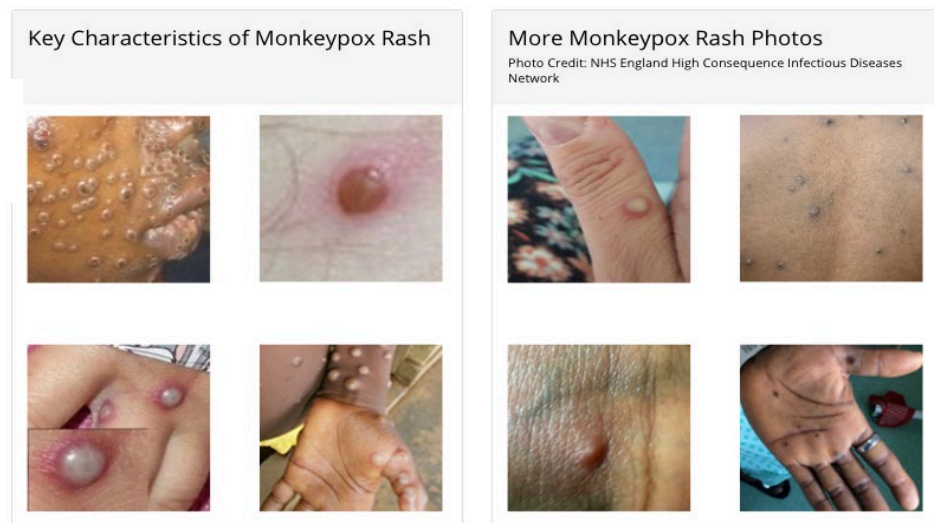 Key Characteristics of Monkeypox Rash
More Monkeypox Rash Photos
Photo Credit: NHS England High Consequence Infectious Diseases
Network